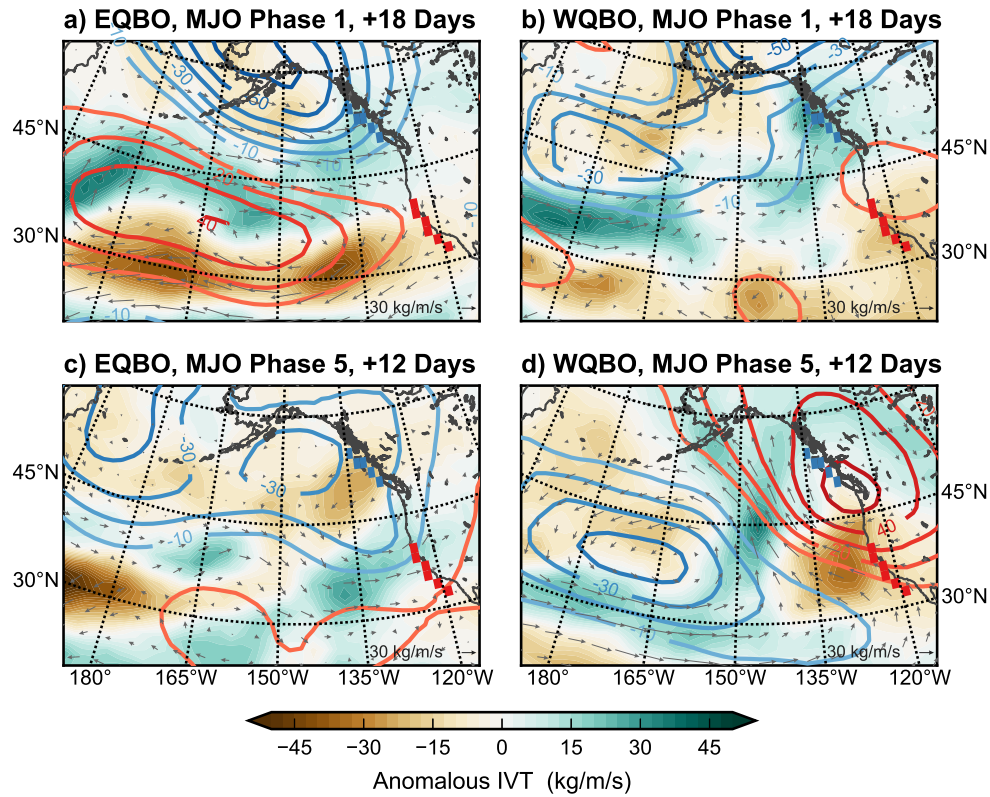 a) EQBO, MJO Phase 1, +18 Days
b) WQBO, MJO Phase 1, +18 Days
-10
-30
-50
-10
-10
45°N
30°N
-10
30 kg/m/s
-50
-30
-30
-10
45°N
30°N
30 kg/m/s
c) EQBO, MJO Phase 5, +12 Days
d) WQBO, MJO Phase 5, +12 Days
-30
-30
-10
45°N
30°N
30 kg/m/s
40
-30
45°N
30°N
30 kg/m/s
180°
165°W
150°W
135°W
120°W
180°
165°W
150°W
135°W
120°W
−45
−30
−15
0
15
30
45
Anomalous IVT (kg/m/s)